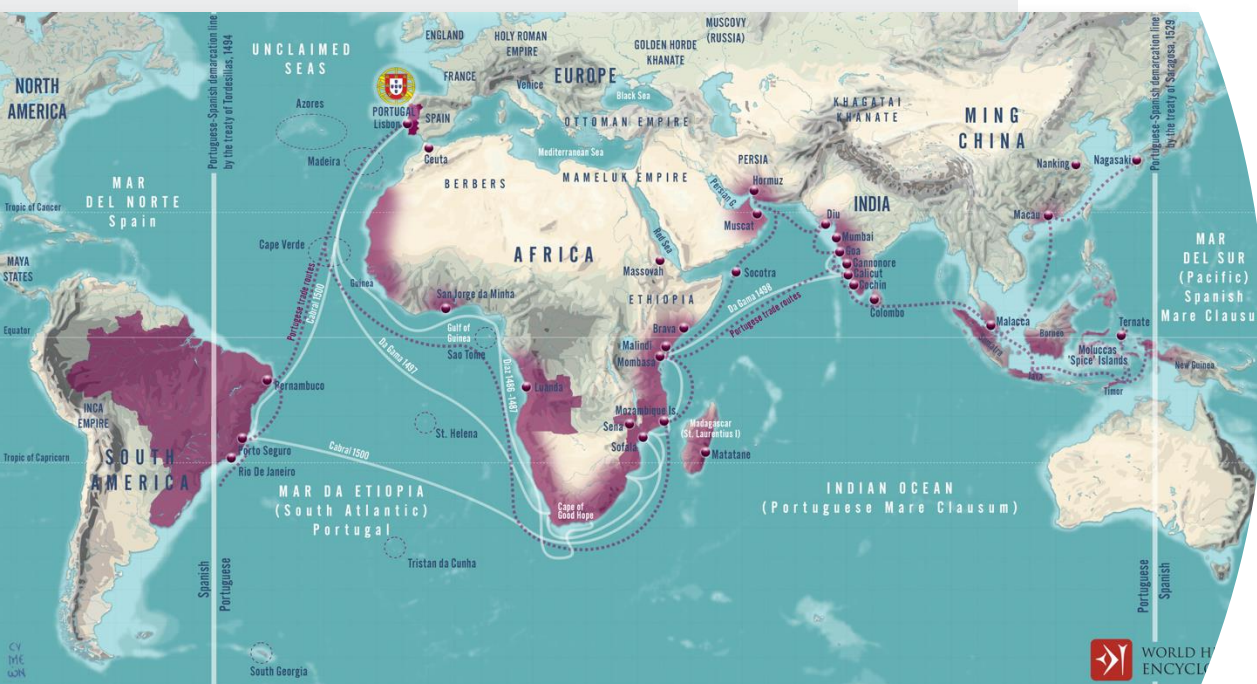 UNCLAIMED
SEAS
NORTH
AMERICA
MAR
DEL NORTE
Spain
Tropic of Cancer
MAYA
STATES
Equator
INCA
EMPIRE
Tropic of Capricorn
SOUTH
AMERICA
Portuguese-Spanish demarcation line
by the treaty of Tordesillas, 1494
Spanish
Portuguese
Azores
Madeira
Cape Verde
PORTUGAL
Lisbon
SPAIN
Ceuta
ENGLAND
FRANCE
HOLY ROMAN
EMPIRE
Venice
EUROPE
GOLDEN HORDE
KHANATE
MUSCOVY
(RUSSIA)
Black Sea
OTTOMAN EMPIRE
Mediterranean Sea
MAMELUK EMPIRE
BERBERS
AFRICA
Guinea
San Jorge da Minha
Gulf of
Guinea
Sao Tome
Portugese trade routes
Cabral 1500
Da Gama 1497
Diaz 1486-1487
Luanda
St. Helena
Pernambuco
Porto Seguro
Rio De Janeiro
Cabral 1500
MAR DA ETIOPIA
(South Atlantic)
Portugal
Tristan da Cunha
South Georgia
Cape of
Good Hope
Red Sea
Massovah
ETHIOPIA
Brava
Malindi
Mombasa
Mozambique Is.
Sena
Sofala
Madagascar
(St. Laurentius I)
Matatane
PERSIA
Hormuz
Persian G.
Muscat
Socotra
Da Gama 1498
Portugese trade routes
KHAGATAI
KHANATE
INDIA
Diu
Mumbai
Goa
Cannonore
Calicut
Cochin
Colombo
MING
CHINA
Nanking
Nagasaki
Macau
Malacca
Sumatra
Borneo
Java
Ternate
Moluccas
'Spice' Islands
Timor
New Guinea
INDIAN OCEAN
(Portuguese Mare Clausum)
Portuguese-Spanish demarcation line
by the treaty of Saragosa, 1529
Portuguese
Spanish
MAR
DEL SUR
(Pacific)
Spanish
Mare Clausu
WORLD H
ENCYCLO